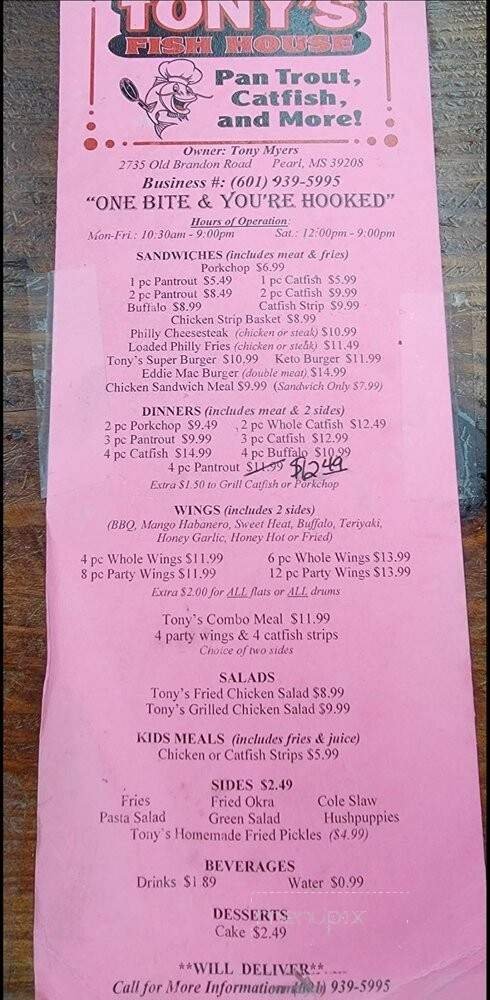 TONY'S
FISH HOUSE
Pan Trout,
Catfish,
and More!
Owner: Tony Myers
2735 Old Brandon Road Pearl, MS 39208
Business #: (601) 939-5995
"ONE BITE & YOU'RE HOOKED"
Hours of Operation:
Mon-Fri.: 10:30am - 9:00pm Sat.: 12:00pm - 9:00pm
SANDWICHES (includes meat & fries)
Porkchop $6.99
1 pc Pantrout $5.49 1 pc Catfish $5.99
2 pc Pantrout $8.49 2 pc Catfish $9.99
Buffalo $8.99 Catfish Strip $9.99
Chicken Strip Basket $8.99
Philly Cheesesteak (chicken or steak) $10.99
Loaded Philly Fries (chicken or steak) $11.49
Tony's Super Burger $10.99 Keto Burger $11.99
Eddie Mac Burger (double meat) $14.99
Chicken Sandwich Meal $9.99 (Sandwich Only $7.99)
DINNERS (includes meat & 2 sides)
2 pc Porkchop $9.49 2 pc Whole Catfish $12.49
3 pc Pantrout $9.99 3 pc Catfish $12.99
4 pc Catfish $14.99 4 pc Buffalo $10.99
4 pc Pantrout $11.99 $12.49
Extra $1.50 to Grill Catfish or Porkchop
WINGS (includes 2 sides)
(BBQ, Mango Habanero, Sweet Heat, Buffalo, Teriyaki,
Honey Garlic, Honey Hot or Fried)
4 pc Whole Wings $11.99 6 pc Whole Wings $13.99
8 pc Party Wings $11.99 12 pc Party Wings $13.99
Extra $2.00 for ALL flats or ALL drums
Tony's Combo Meal $11.99
4 party wings & 4 catfish strips
Choice of two sides
SALADS
Tony's Fried Chicken Salad $8.99
Tony's Grilled Chicken Salad $9.99
KIDS MEALS (includes fries & juice)
Chicken or Catfish Strips $5.99
SIDES $2.49
Fries Fried Okra Cole Slaw
Pasta Salad Green Salad Hushpuppies
Tony's Homemade Fried Pickles ($4.99)
BEVERAGES
Drinks $1.89 Water $0.99
DESSERTS
Cake $2.49
**WILL DELIVER**
Call for More Information (601) 939-5995